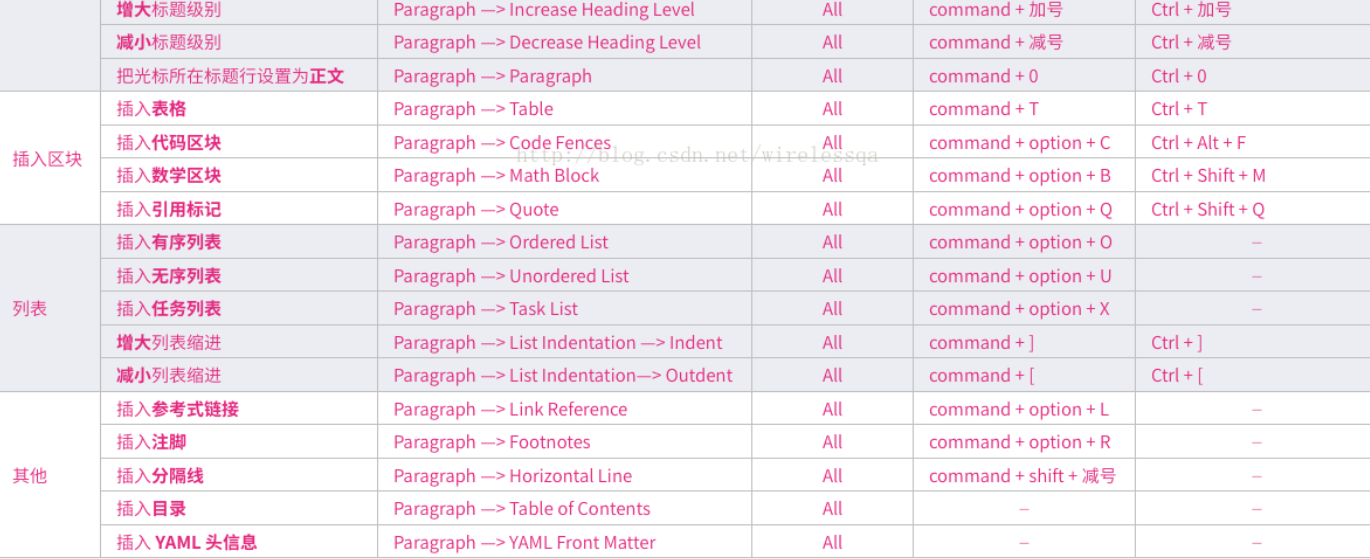 增大标题级别 Paragraph —> Increase Heading Level All command + 加号 Ctrl + 加号
减小标题级别 Paragraph —> Decrease Heading Level All command + 减号 Ctrl + 减号
把光标所在标题行设置为正文 Paragraph —> Paragraph All command + 0 Ctrl + 0
插入区块
插入表格 Paragraph —> Table All command + T Ctrl + T
插入代码区块 Paragraph —> Code Fences All command + option + C Ctrl + Alt + F
http://blog.csdn.net/wirelessqa
插入数学区块 Paragraph —> Math Block All command + option + B Ctrl + Shift + M
插入引用标记 Paragraph —> Quote All command + option + Q Ctrl + Shift + Q
列表
插入有序列表 Paragraph —> Ordered List All command + option + O –
插入无序列表 Paragraph —> Unordered List All command + option + U –
插入任务列表 Paragraph —> Task List All command + option + X –
增大列表缩进 Paragraph —> List Indentation —> Indent All command + ] Ctrl + ]
减小列表缩进 Paragraph —> List Indentation—> Outdent All command + [ Ctrl + [
其他
插入参考式链接 Paragraph —> Link Reference All command + option + L –
插入注脚 Paragraph —> Footnotes All command + option + R –
插入分隔线 Paragraph —> Horizontal Line All command + shift + 减号 –
插入目录 Paragraph —> Table of Contents All – –
插入 YAML 头信息 Paragraph —> YAML Front Matter All – –